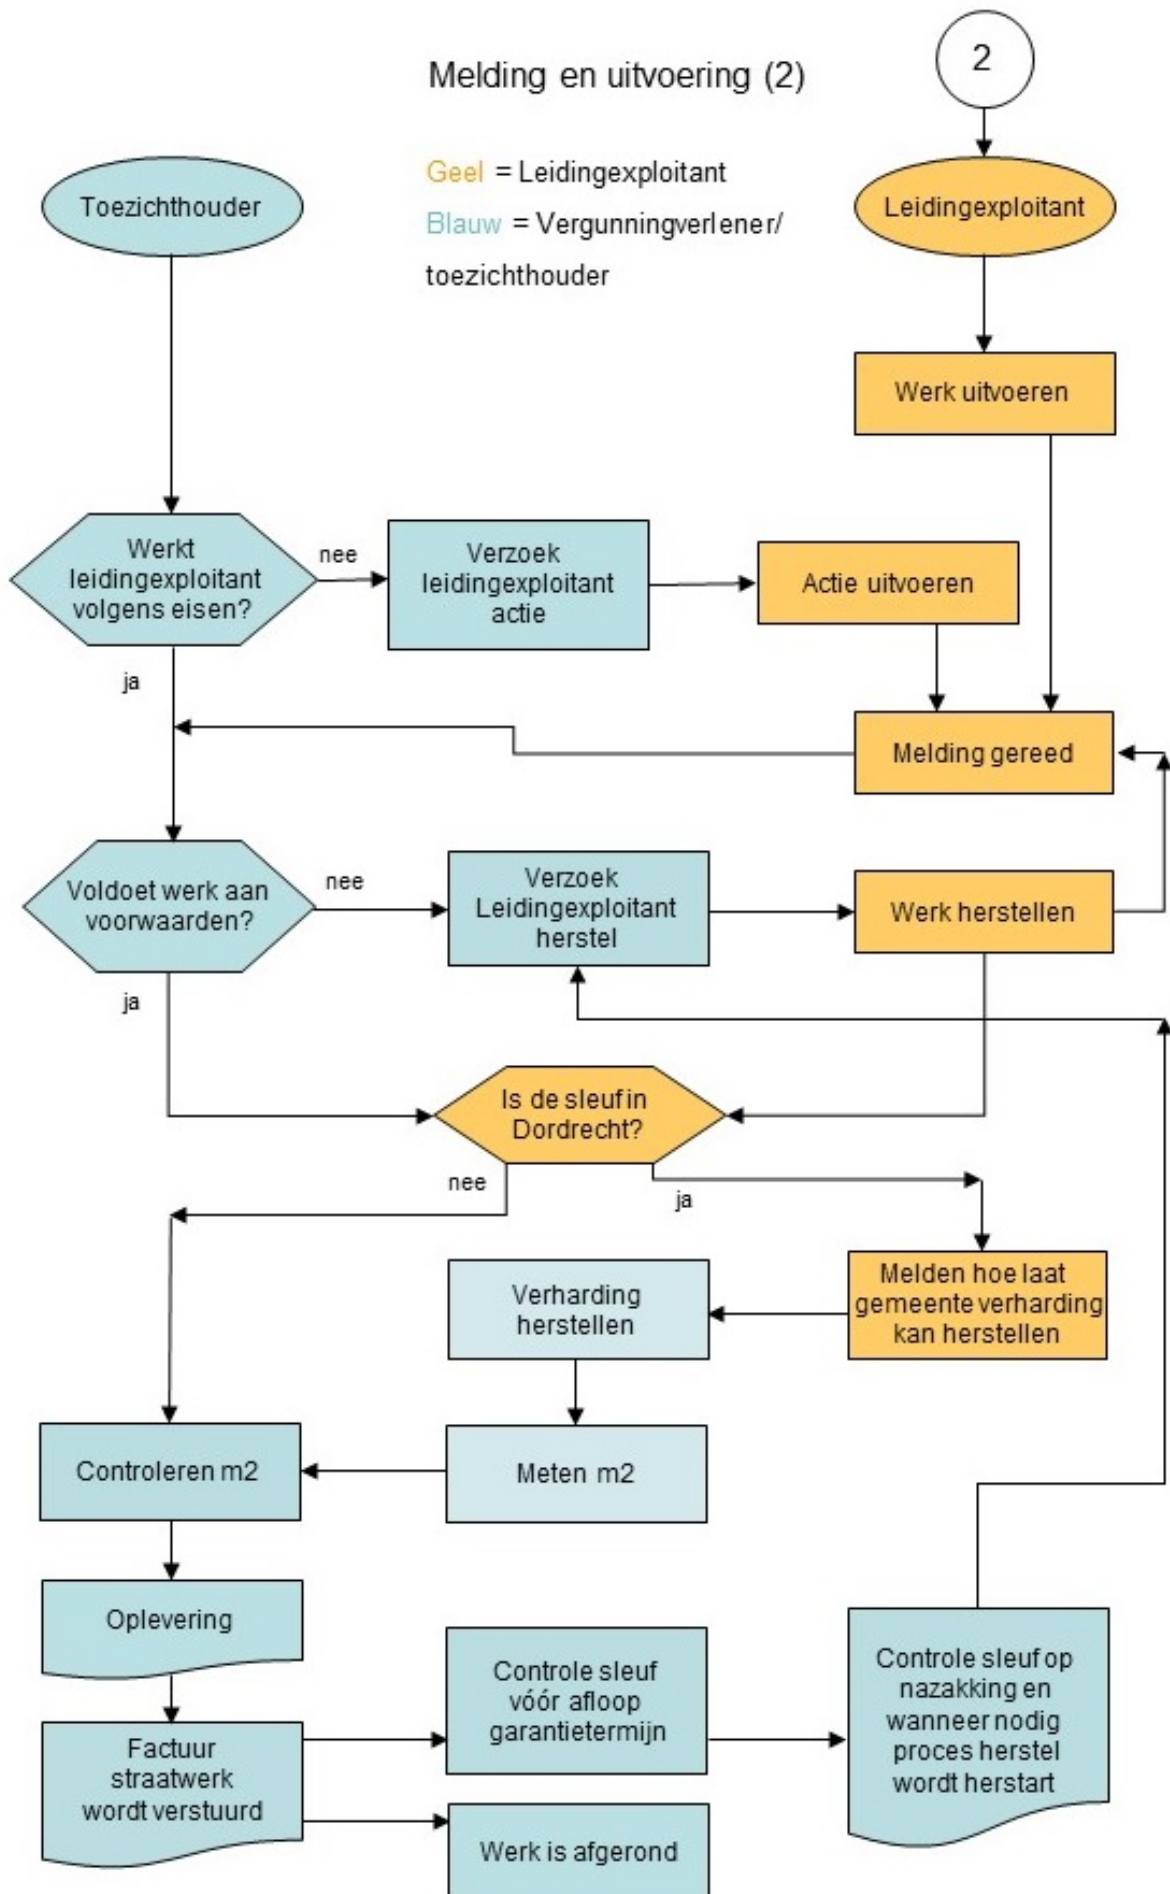 Melding en uitvoering (2)
2
Geel = Leidingexploitant
Blauw = Vergunningverlener/
toezichthouder
Toezichthouder
Leidingexploitant
Werk uitvoeren
Werkt
leidingexploitant
volgens eisen?
nee
Verzoek
leidingexploitant
actie
Actie uitvoeren
ja
Melding gereed
Voldoet werk aan
voorwaarden?
nee
Verzoek
Leidingexploitant
herstel
Werk herstellen
ja
Is de sleuf in
Dordrecht?
nee
ja
Verharding
herstellen
Melden hoe laat
gemeente verharding
kan herstellen
Controleren m2
Meten m2
Oplevering
Controle sleuf
vóór afloop
garantietermijn
Controle sleuf op
nazakking en
wanneer nodig
proces herstel
wordt herstart
Factuur
straatwerk
wordt verstuurd
Werk is afgerond